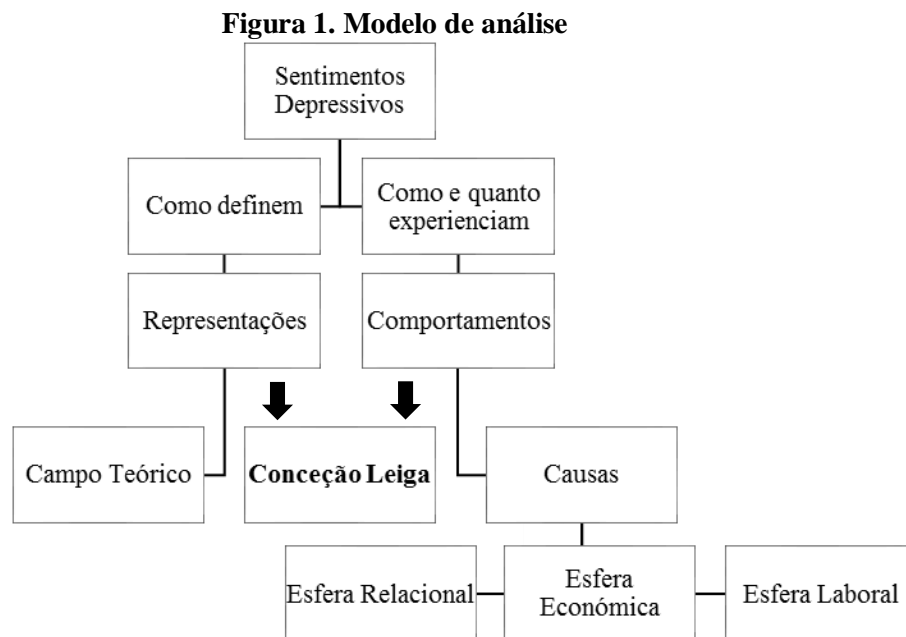 Figura 1. Modelo de análise
Sentimentos
Depressivos
Como definem
Como e quanto
experienciam
Representações
Comportamentos
Campo Teórico
Conceção Leiga
Causas
Esfera Relacional
Esfera
Económica
Esfera Laboral